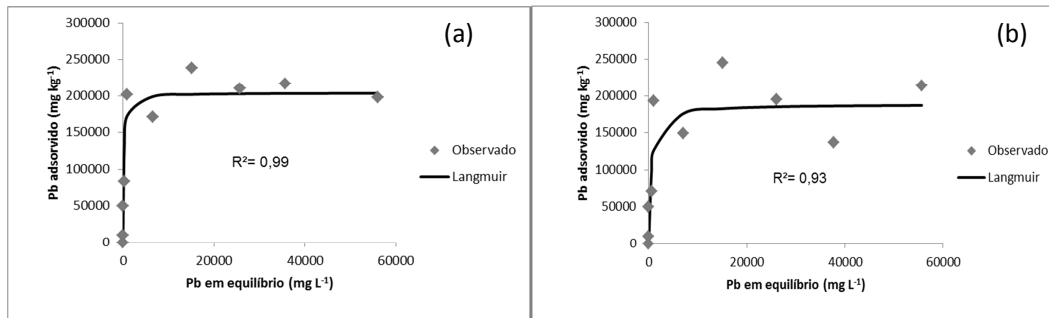 (a)
300000
250000
200000
150000
100000
50000
0
Pb adsorvido (mg kg⁻¹)
0 20000 40000 60000
Pb em equilíbrio (mg L⁻¹)
R²= 0,99
Observado
Langmuir
(b)
300000
250000
200000
150000
100000
50000
0
Pb adsorvido (mg kg⁻¹)
0 20000 40000 60000
Pb em equilíbrio (mg L⁻¹)
R²= 0,93
Observado
Langmuir